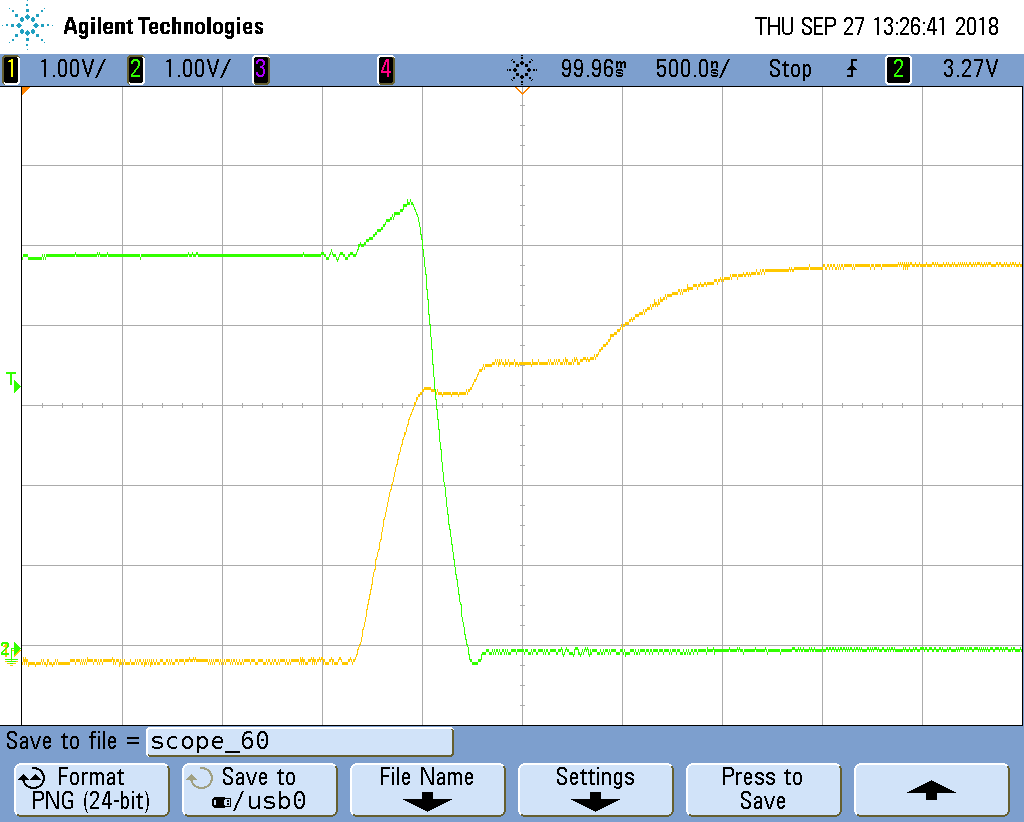 Agilent Technologies THU SEP 27 13:26:41 2018
1 1.00V/ 2 1.00V/ 3 4 99.96ms 500.0ns/ Stop 2 3.27V
T
2
Save to file = scope_60
Format
PNG (24-bit)
Save to
/usb0
File Name
Settings
Press to
Save